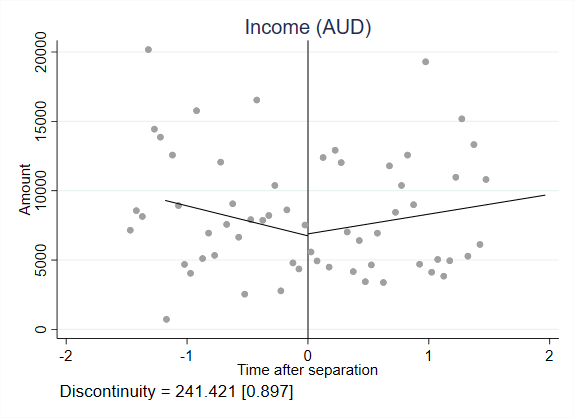 Income (AUD)
Amount
20000
15000
10000
5000
0
-2
-1
0
1
2
Time after separation
Discontinuity = 241.421 [0.897]